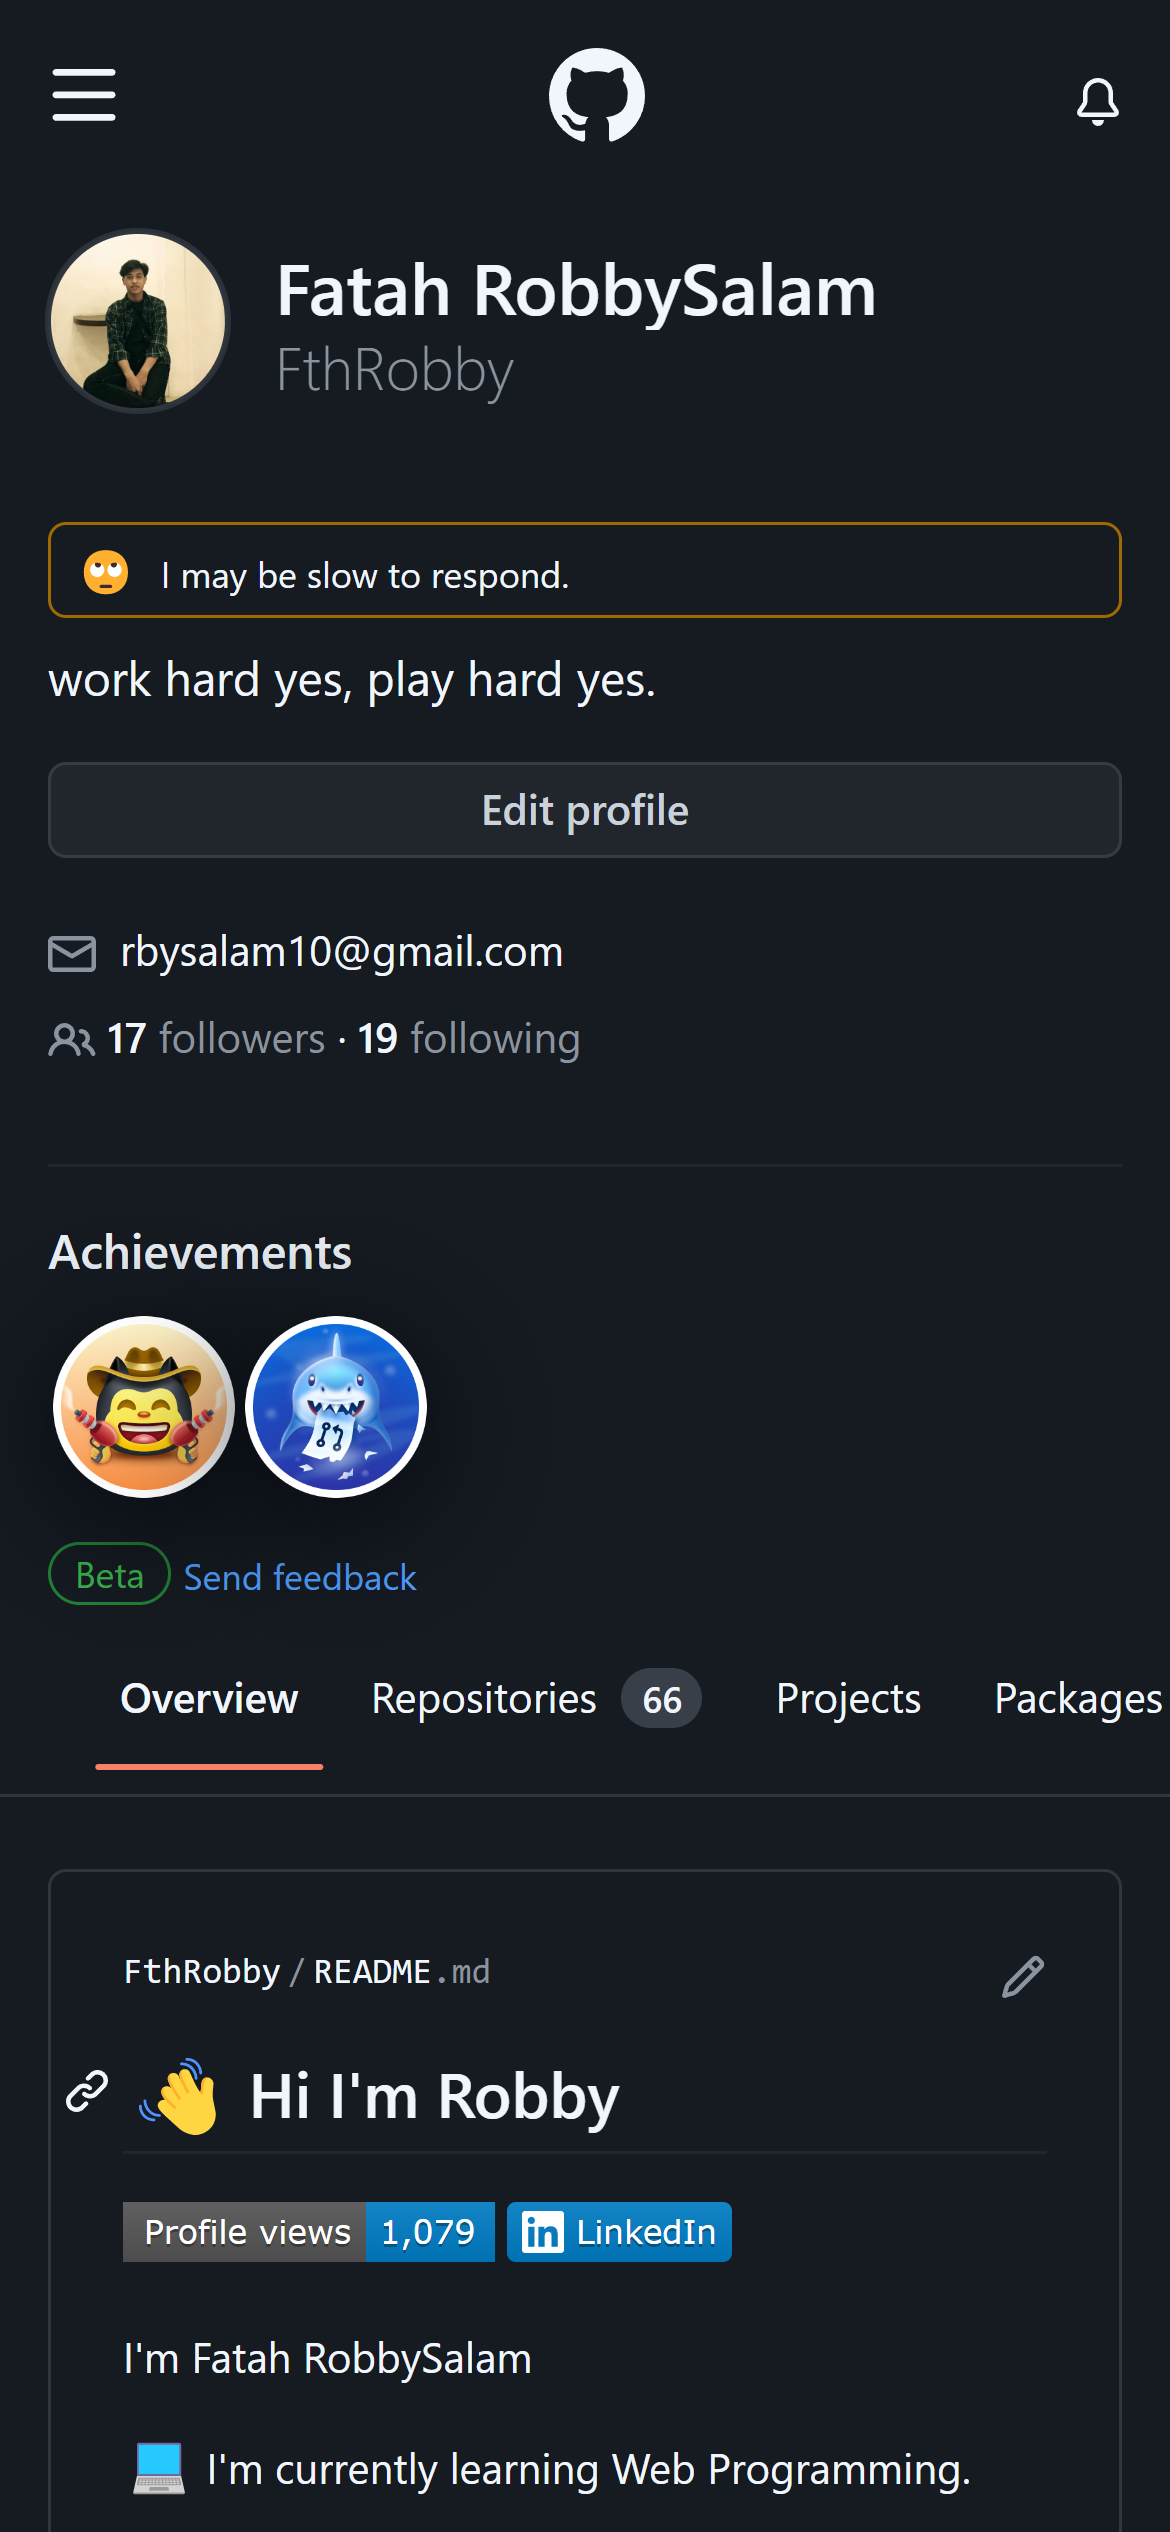 Fatah RobbySalam
FthRobby
I may be slow to respond.
work hard yes, play hard yes.
Edit profile
rbysalam10@gmail.com
17 followers · 19 following
Achievements
Beta Send feedback
Overview Repositories 66 Projects Packages
FthRobby / README.md
Hi I'm Robby
Profile views 1,079 in LinkedIn
I'm Fatah RobbySalam
I'm currently learning Web Programming.